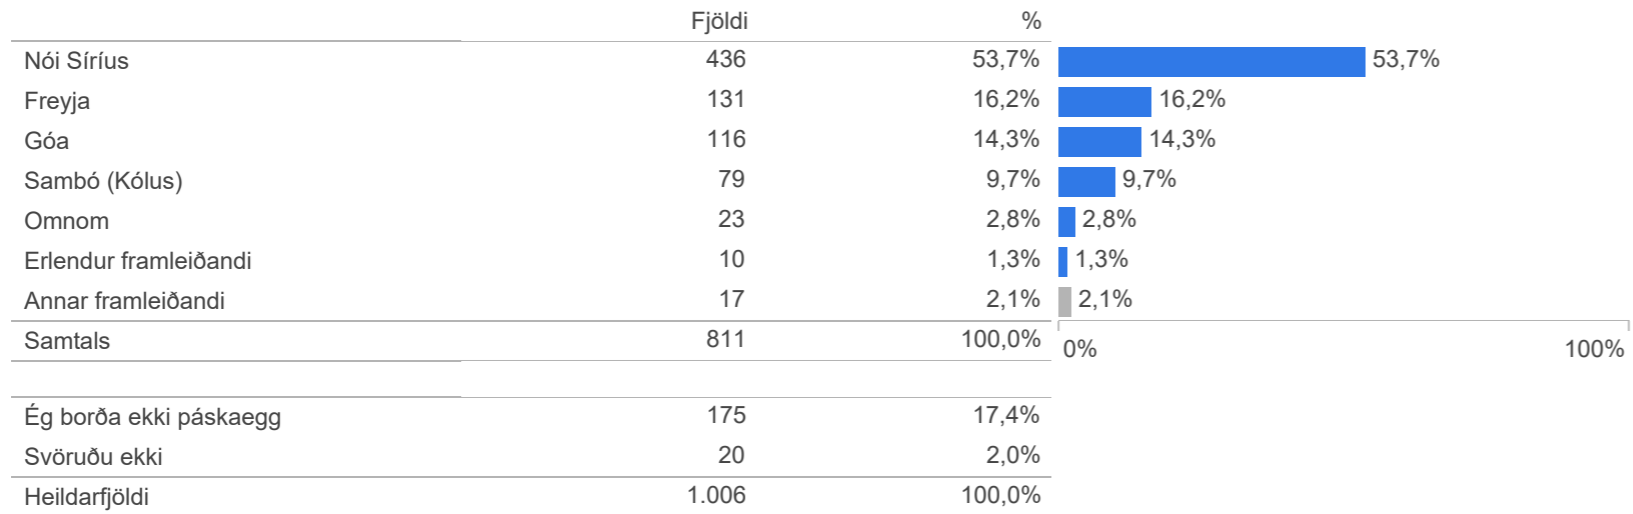 Fjöldi %
Nói Síríus 436 53,7% 53,7%
Freyja 131 16,2% 16,2%
Góa 116 14,3% 14,3%
Sambó (Kólus) 79 9,7% 9,7%
Omnom 23 2,8% 2,8%
Erlendur framleiðandi 10 1,3% 1,3%
Annar framleiðandi 17 2,1% 2,1%
Samtals 811 100,0% 0% 100%
Ég borða ekki páskaegg 175 17,4%
Svöruðu ekki 20 2,0%
Heildarfjöldi 1.006 100,0%